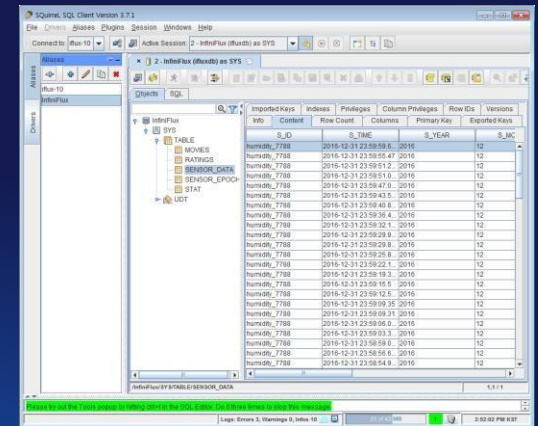 SQuirreL SQL Client Version 3.7.1
File Drivers Aliases Plugins Session Windows Help
Connect to: iflux-10 Active Session: 2 - InfiniFlux (ifluxdb) as SYS
Aliases
Drivers
Aliases
iflux-10
InfiniFlux
2 - InfiniFlux (ifluxdb) as SYS
Objects SQL
InfiniFlux
SYS
TABLE
MOVIES
RATINGS
SENSOR_DATA
SENSOR_EPOCH
STAT
UDT
Imported Keys Indexes Privileges Column Privileges Row IDs Versions
Info Content Row Count Columns Primary Key Exported Keys
S_ID S_TIME S_YEAR S_MO
humidity_7788 2016-12-31 23:59:59.6... 2016 12
humidity_7788 2016-12-31 23:59:55.47 2016 12
humidity_7788 2016-12-31 23:59:51.2... 2016 12
humidity_7788 2016-12-31 23:59:51.0... 2016 12
humidity_7788 2016-12-31 23:59:47.0... 2016 12
humidity_7788 2016-12-31 23:59:43.5... 2016 12
humidity_7788 2016-12-31 23:59:40.8... 2016 12
humidity_7788 2016-12-31 23:59:36.4... 2016 12
humidity_7788 2016-12-31 23:59:32.1... 2016 12
humidity_7788 2016-12-31 23:59:29.9... 2016 12
humidity_7788 2016-12-31 23:59:29.8... 2016 12
humidity_7788 2016-12-31 23:59:25.8... 2016 12
humidity_7788 2016-12-31 23:59:22.1... 2016 12
humidity_7788 2016-12-31 23:59:19.3... 2016 12
humidity_7788 2016-12-31 23:59:15.5 2016 12
humidity_7788 2016-12-31 23:59:12.5... 2016 12
humidity_7788 2016-12-31 23:59:09.35 2016 12
humidity_7788 2016-12-31 23:59:09.31 2016 12
humidity_7788 2016-12-31 23:59:06.0... 2016 12
humidity_7788 2016-12-31 23:59:03.3... 2016 12
humidity_7788 2016-12-31 23:58:59.0... 2016 12
humidity_7788 2016-12-31 23:58:56.6... 2016 12
humidity_7788 2016-12-31 23:58:54.9... 2016 12
/InfiniFlux/SYS/TABLE/SENSOR_DATA 1,1 / 1
Please try out the Tools popup by hitting ctrl+t in the SQL Editor. Do it three times to stop this message.
Logs: Errors 3, Warnings 0, Infos 10 2:52:02 PM KST